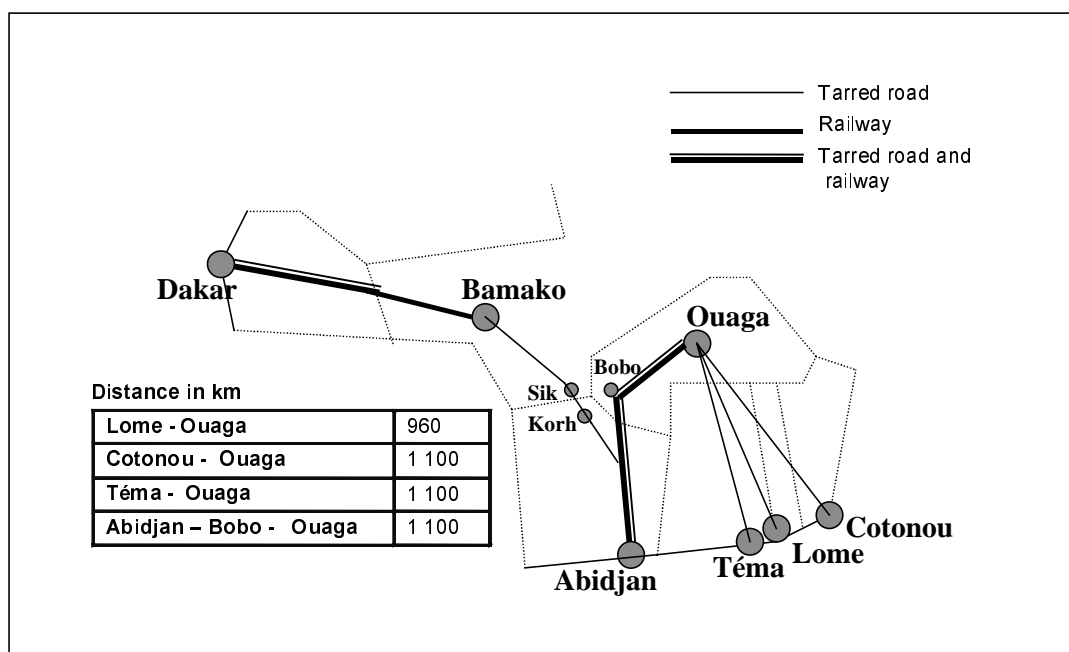 Tarred road
Railway
Tarred road and
railway
Dakar
Bamako
Ouaga
Bobo
Sik
Korh
Distance in km
Lome - Ouaga 960
Cotonou - Ouaga 1 100
Téma - Ouaga 1 100
Abidjan – Bobo - Ouaga 1 100
Cotonou
Lome
Téma
Abidjan